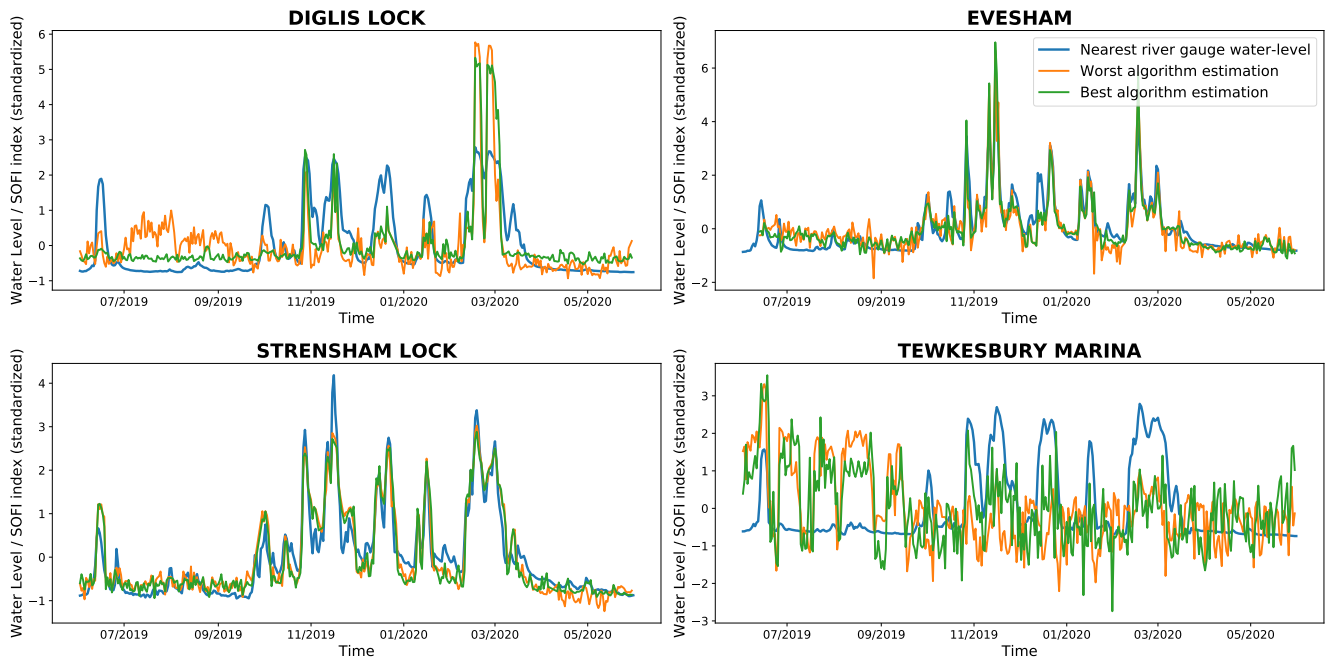 DIGLIS LOCK
Water Level / SOFI index (standardized)
6
5
4
3
2
1
0
−1
07/2019 09/2019 11/2019 01/2020 03/2020 05/2020
Time
EVESHAM
Water Level / SOFI index (standardized)
Nearest river gauge water-level
Worst algorithm estimation
Best algorithm estimation
6
4
2
0
−2
07/2019 09/2019 11/2019 01/2020 03/2020 05/2020
Time
STRENSHAM LOCK
Water Level / SOFI index (standardized)
4
3
2
1
0
−1
07/2019 09/2019 11/2019 01/2020 03/2020 05/2020
Time
TEWKESBURY MARINA
Water Level / SOFI index (standardized)
3
2
1
0
−1
−2
−3
07/2019 09/2019 11/2019 01/2020 03/2020 05/2020
Time